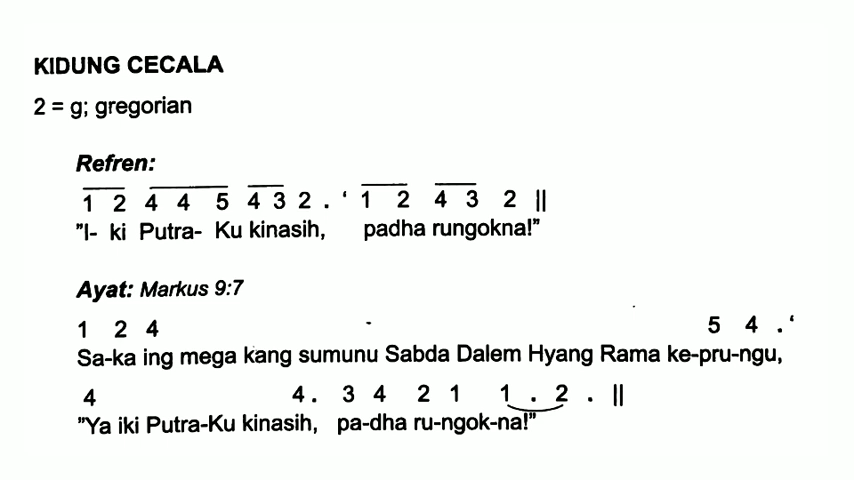 KIDUNG CECALA
2 = g; gregorian
Refren:
1 2 4 4 5 4 3 2 . ‘ 1 2 4 3 2 ||
"I- ki Putra- Ku kinasih, padha rungokna!"
Ayat: Markus 9:7
1 2 4 5 4 . ‘
Sa-ka ing mega kang sumunu Sabda Dalem Hyang Rama ke-pru-ngu,
4 4 . 3 4 2 1 1 . 2 . ||
"Ya iki Putra-Ku kinasih, pa-dha ru-ngok-na!"